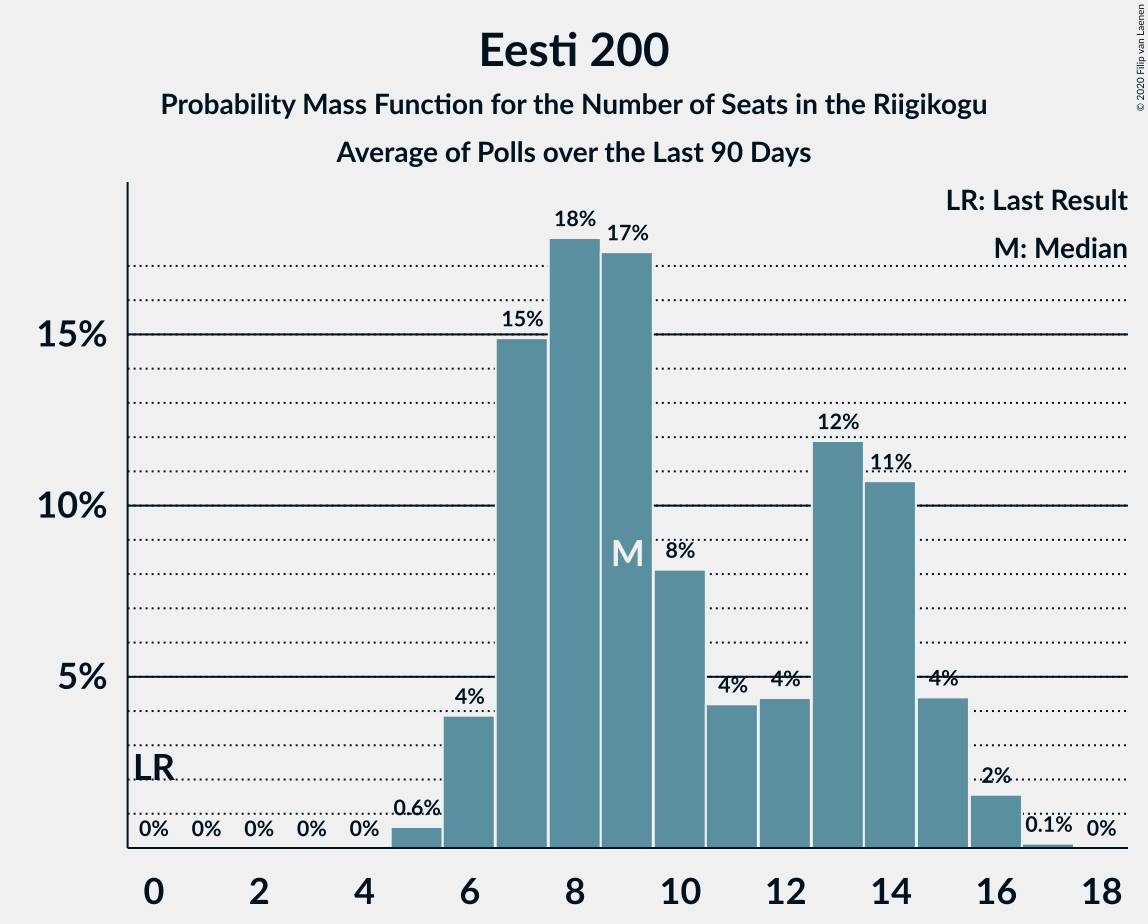 Eesti 200
Probability Mass Function for the Number of Seats in the Riigikogu
Average of Polls over the Last 90 Days
© 2020 Filip van Laenen
LR: Last Result
M: Median
15%
10%
5%
0% 0% 0% 0% 0% 0.6% 4% 15% 18% 17% 8% 4% 4% 12% 11% 4% 2% 0.1% 0%
LR
M
0 2 4 6 8 10 12 14 16 18